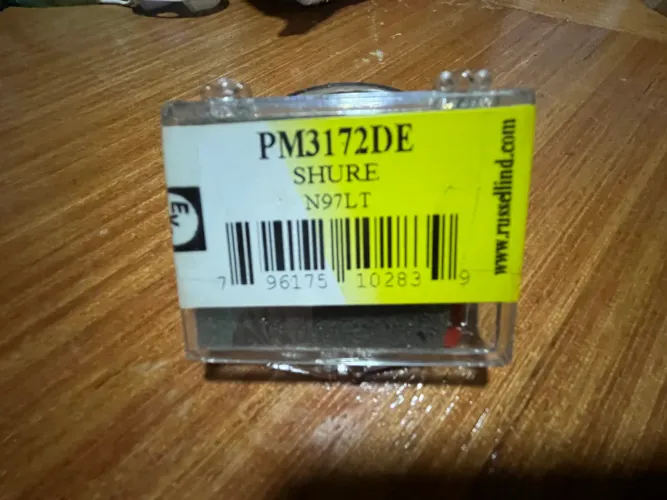 PM3172DE
SHURE
N97LT
Ev
7 96175 10283 9
www.russellind.com